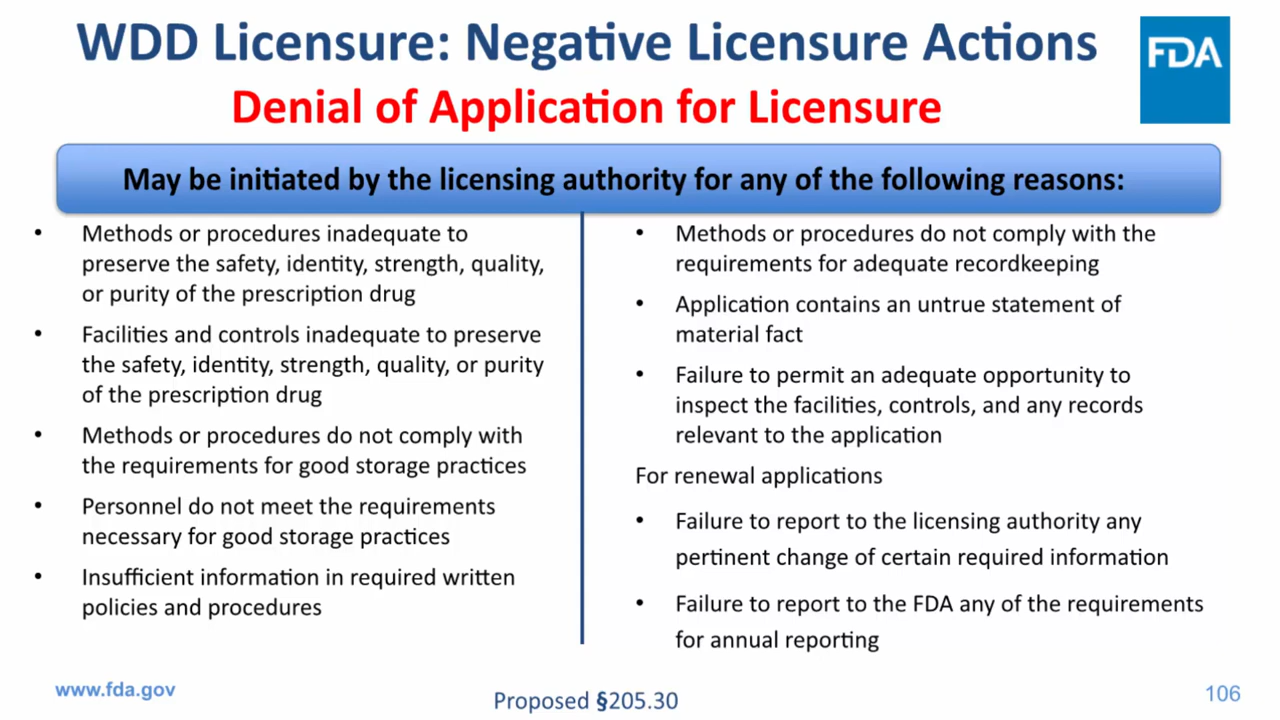 WDD Licensure: Negative Licensure Actions
FDA
Denial of Application for Licensure
May be initiated by the licensing authority for any of the following reasons:
• Methods or procedures inadequate to
preserve the safety, identity, strength, quality,
or purity of the prescription drug
• Facilities and controls inadequate to preserve
the safety, identity, strength, quality, or purity
of the prescription drug
• Methods or procedures do not comply with
the requirements for good storage practices
• Personnel do not meet the requirements
necessary for good storage practices
• Insufficient information in required written
policies and procedures
• Methods or procedures do not comply with the
requirements for adequate recordkeeping
• Application contains an untrue statement of
material fact
• Failure to permit an adequate opportunity to
inspect the facilities, controls, and any records
relevant to the application
For renewal applications
• Failure to report to the licensing authority any
pertinent change of certain required information
• Failure to report to the FDA any of the requirements
for annual reporting
www.fda.gov
Proposed §205.30
106